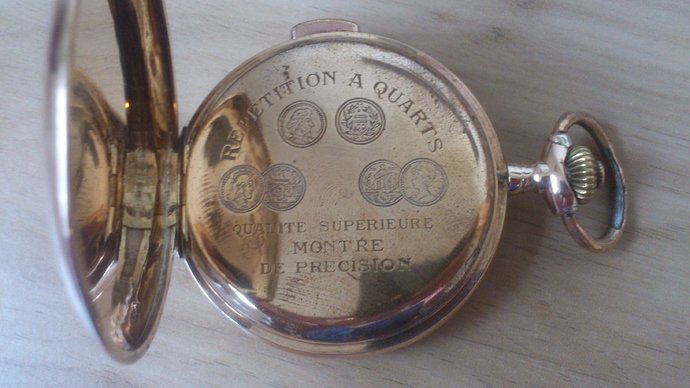 REPETITION A QUARTS
QUALITE SUPERIEURE
MONTRE
DE PRECISION